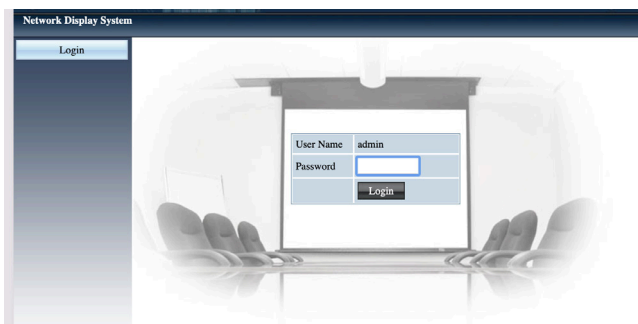 Network Display System
Login
User Name admin
Password
Login